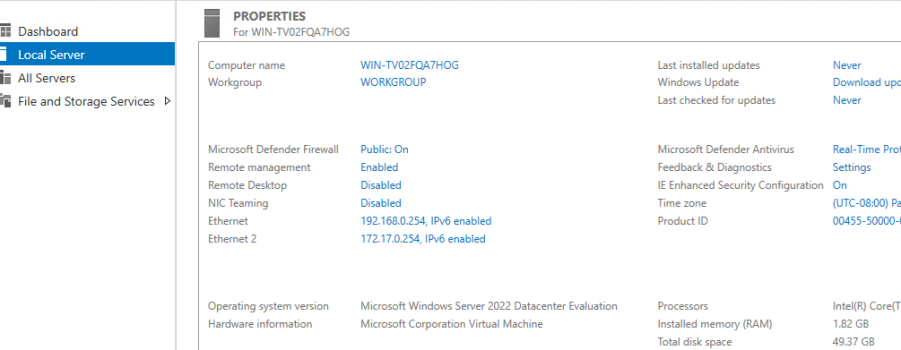 PROPERTIES
For WIN-TV02FQA7HOG
Dashboard
Local Server
All Servers
File and Storage Services
Computer name WIN-TV02FQA7HOG
Workgroup WORKGROUP
Last installed updates Never
Windows Update Download upd
Last checked for updates Never
Microsoft Defender Firewall Public: On
Remote management Enabled
Remote Desktop Disabled
NIC Teaming Disabled
Ethernet 192.168.0.254, IPv6 enabled
Ethernet 2 172.17.0.254, IPv6 enabled
Microsoft Defender Antivirus Real-Time Prot
Feedback & Diagnostics Settings
IE Enhanced Security Configuration On
Time zone (UTC-08:00) Pa
Product ID 00455-50000-
Operating system version Microsoft Windows Server 2022 Datacenter Evaluation
Hardware information Microsoft Corporation Virtual Machine
Processors Intel(R) Core(T
Installed memory (RAM) 1.82 GB
Total disk space 49.37 GB